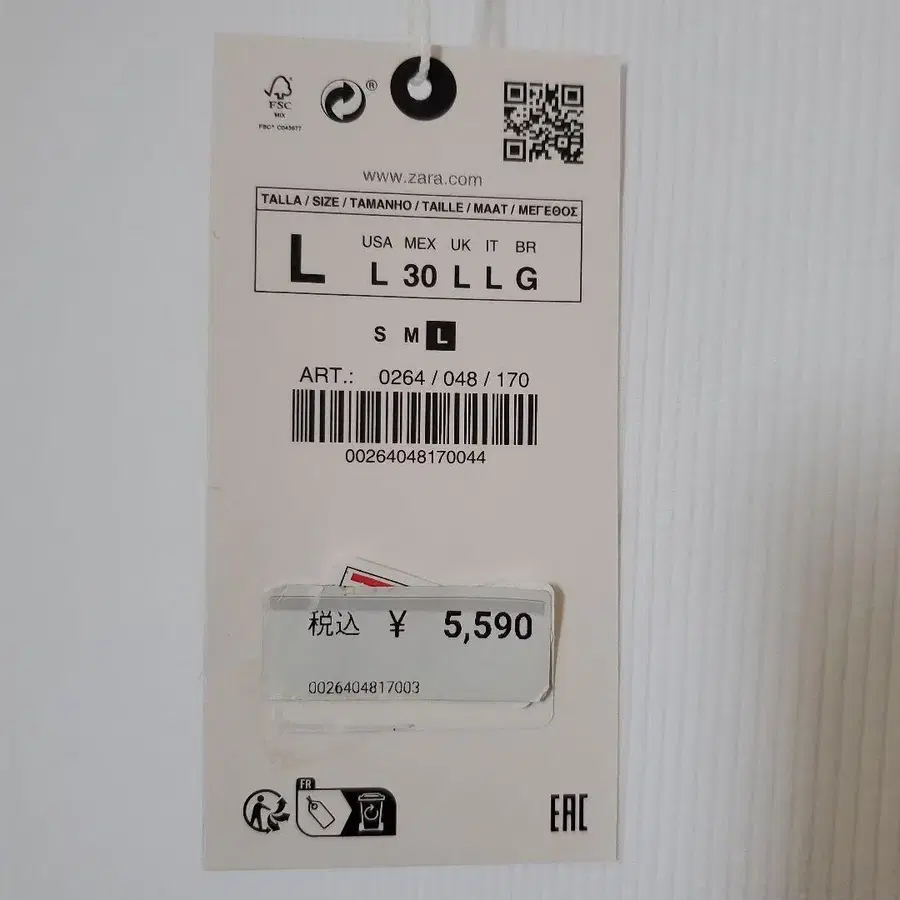 FSC
MIX
FSC® C043977
®
www.zara.com
TALLA / SIZE / TAMANHO / TAILLE / MAAT / ΜΕΓΕΘΟΣ
USA MEX UK IT BR
L L 30 L L G
S M L
ART.: 0264 / 048 / 170
00264048170044
税込 ¥ 5,590
0026404817003
FR
EAC